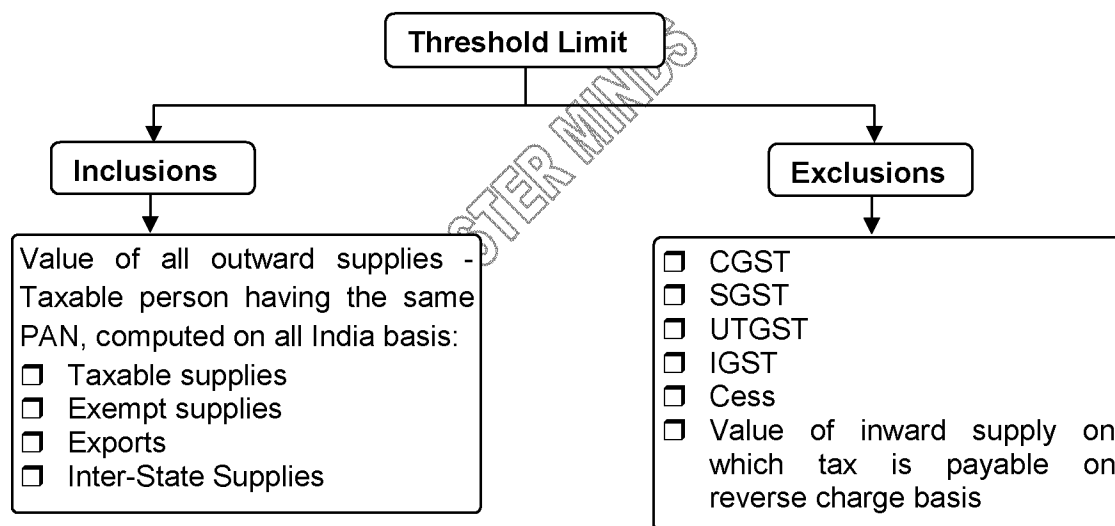 Threshold Limit
STER MINDS
Inclusions
Exclusions
Value of all outward supplies -
Taxable person having the same
PAN, computed on all India basis:
❒ Taxable supplies
❒ Exempt supplies
❒ Exports
❒ Inter-State Supplies
❒ CGST
❒ SGST
❒ UTGST
❒ IGST
❒ Cess
❒ Value of inward supply on
which tax is payable on
reverse charge basis